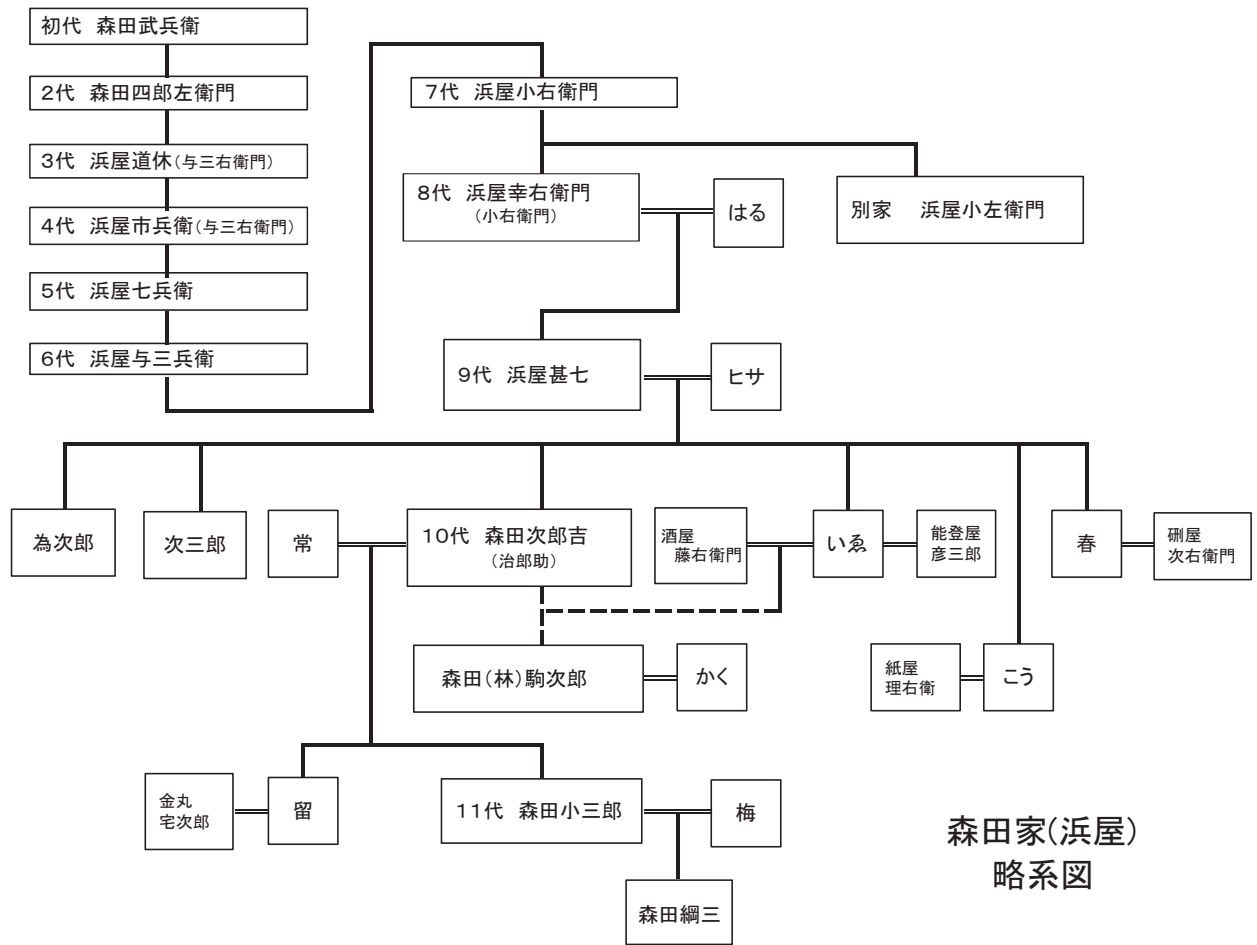 初代 森田武兵衛
2代 森田四郎左衛門
3代 浜屋道休(与三右衛門)
4代 浜屋市兵衛(与三右衛門)
5代 浜屋七兵衛
6代 浜屋与三兵衛
7代 浜屋小右衛門
8代 浜屋幸右衛門
(小右衛門)
はる
別家 浜屋小左衛門
9代 浜屋甚七
ヒサ
為次郎
次三郎
常
10代 森田次郎吉
(治郎助)
酒屋
藤右衛門
いゑ
能登屋
彦三郎
春
硎屋
次右衛門
森田(林)駒次郎
かく
紙屋
理右衛
こう
金丸
宅次郎
留
11代 森田小三郎
梅
森田綱三
森田家(浜屋)
略系図